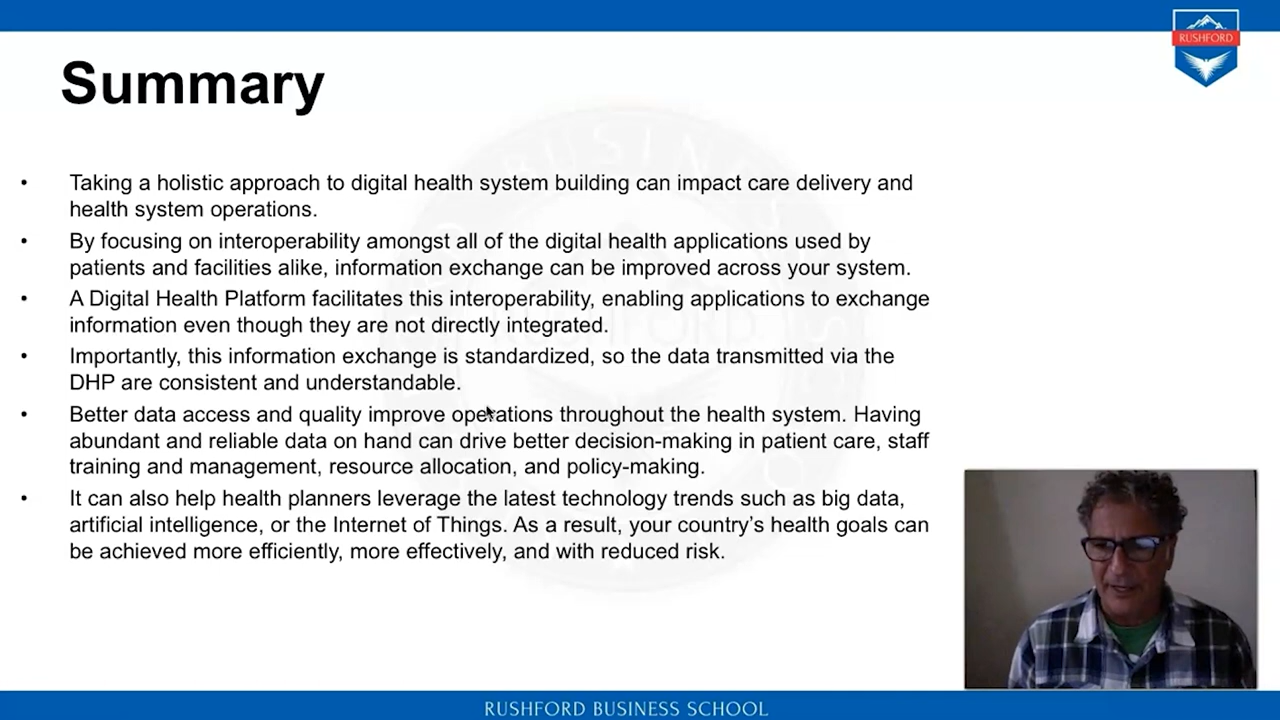 RUSHFORD
Summary
• Taking a holistic approach to digital health system building can impact care delivery and
health system operations.
• By focusing on interoperability amongst all of the digital health applications used by
patients and facilities alike, information exchange can be improved across your system.
• A Digital Health Platform facilitates this interoperability, enabling applications to exchange
information even though they are not directly integrated.
• Importantly, this information exchange is standardized, so the data transmitted via the
DHP are consistent and understandable.
• Better data access and quality improve operations throughout the health system. Having
abundant and reliable data on hand can drive better decision-making in patient care, staff
training and management, resource allocation, and policy-making.
• It can also help health planners leverage the latest technology trends such as big data,
artificial intelligence, or the Internet of Things. As a result, your country’s health goals can
be achieved more efficiently, more effectively, and with reduced risk.
RUSHFORD BUSINESS SCHOOL